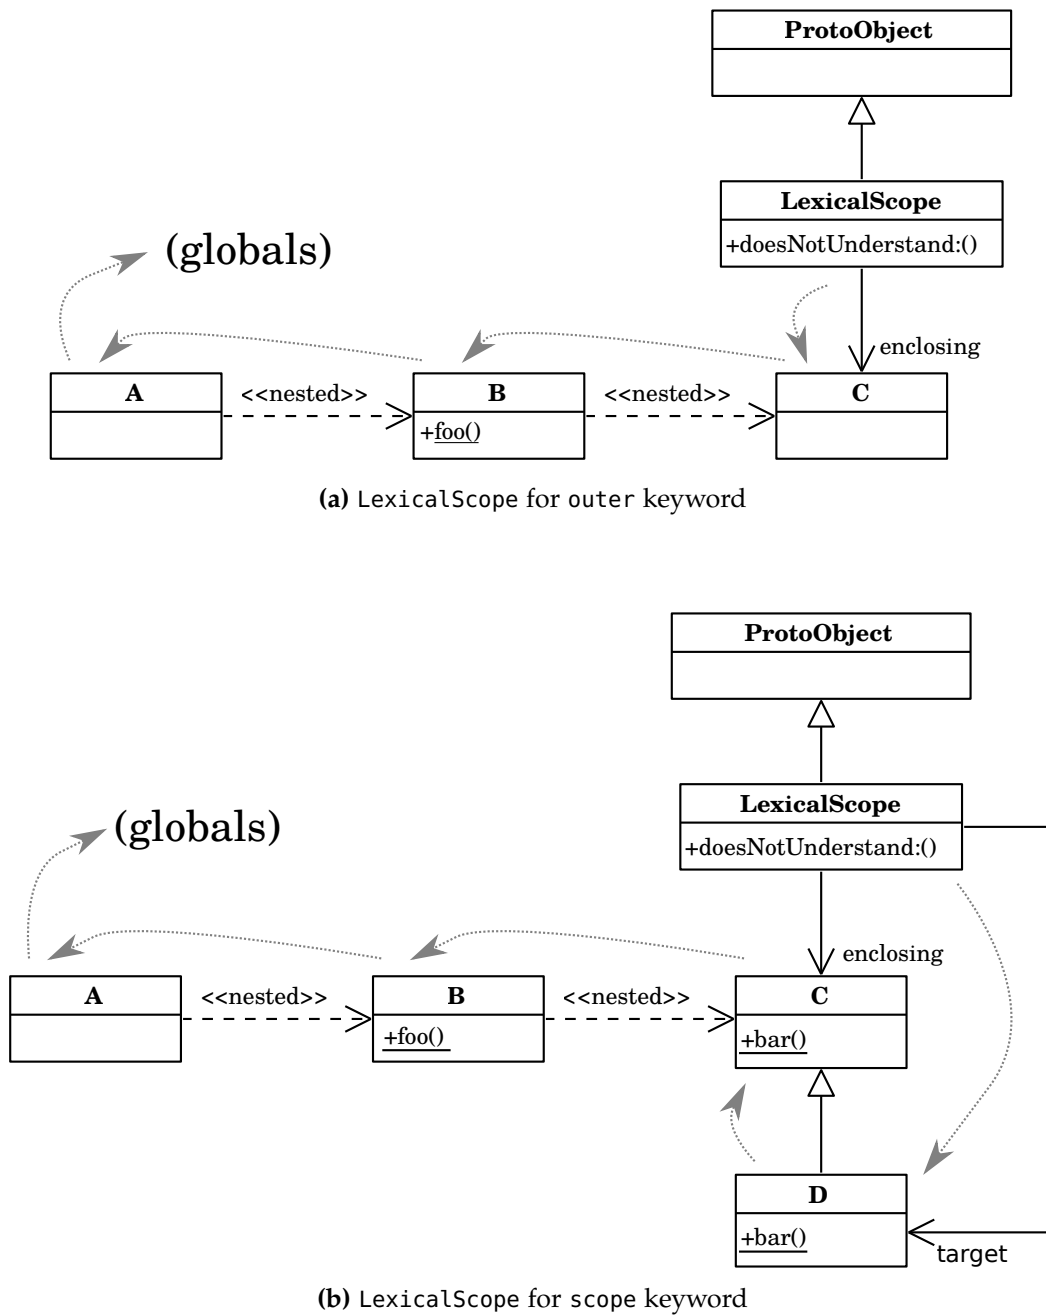 ProtoObject
LexicalScope
+doesNotUnderstand:()
(globals)
enclosing
A
<<nested>>
B
<<nested>>
C
+foo()
(a) LexicalScope for outer keyword
ProtoObject
LexicalScope
+doesNotUnderstand:()
(globals)
enclosing
A
<<nested>>
B
<<nested>>
C
+foo()
+bar()
D
+bar()
target
(b) LexicalScope for scope keyword